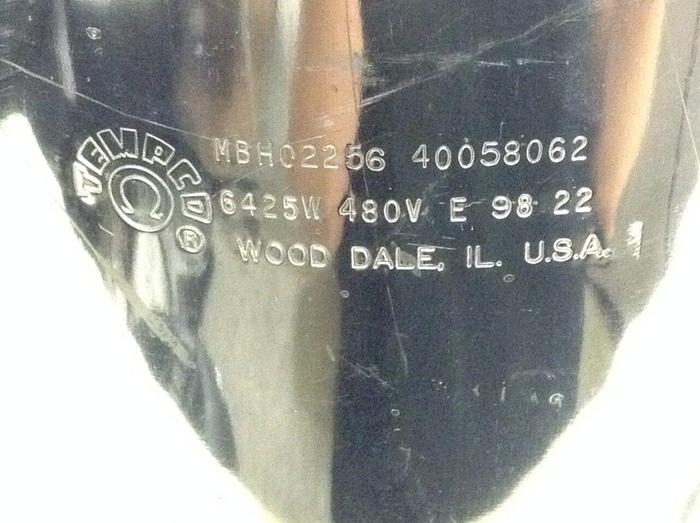 TEMPCO
Ω
®
MBH02256 40058062
6425W 480V E 98 22
WOOD DALE, IL. U.S.A.